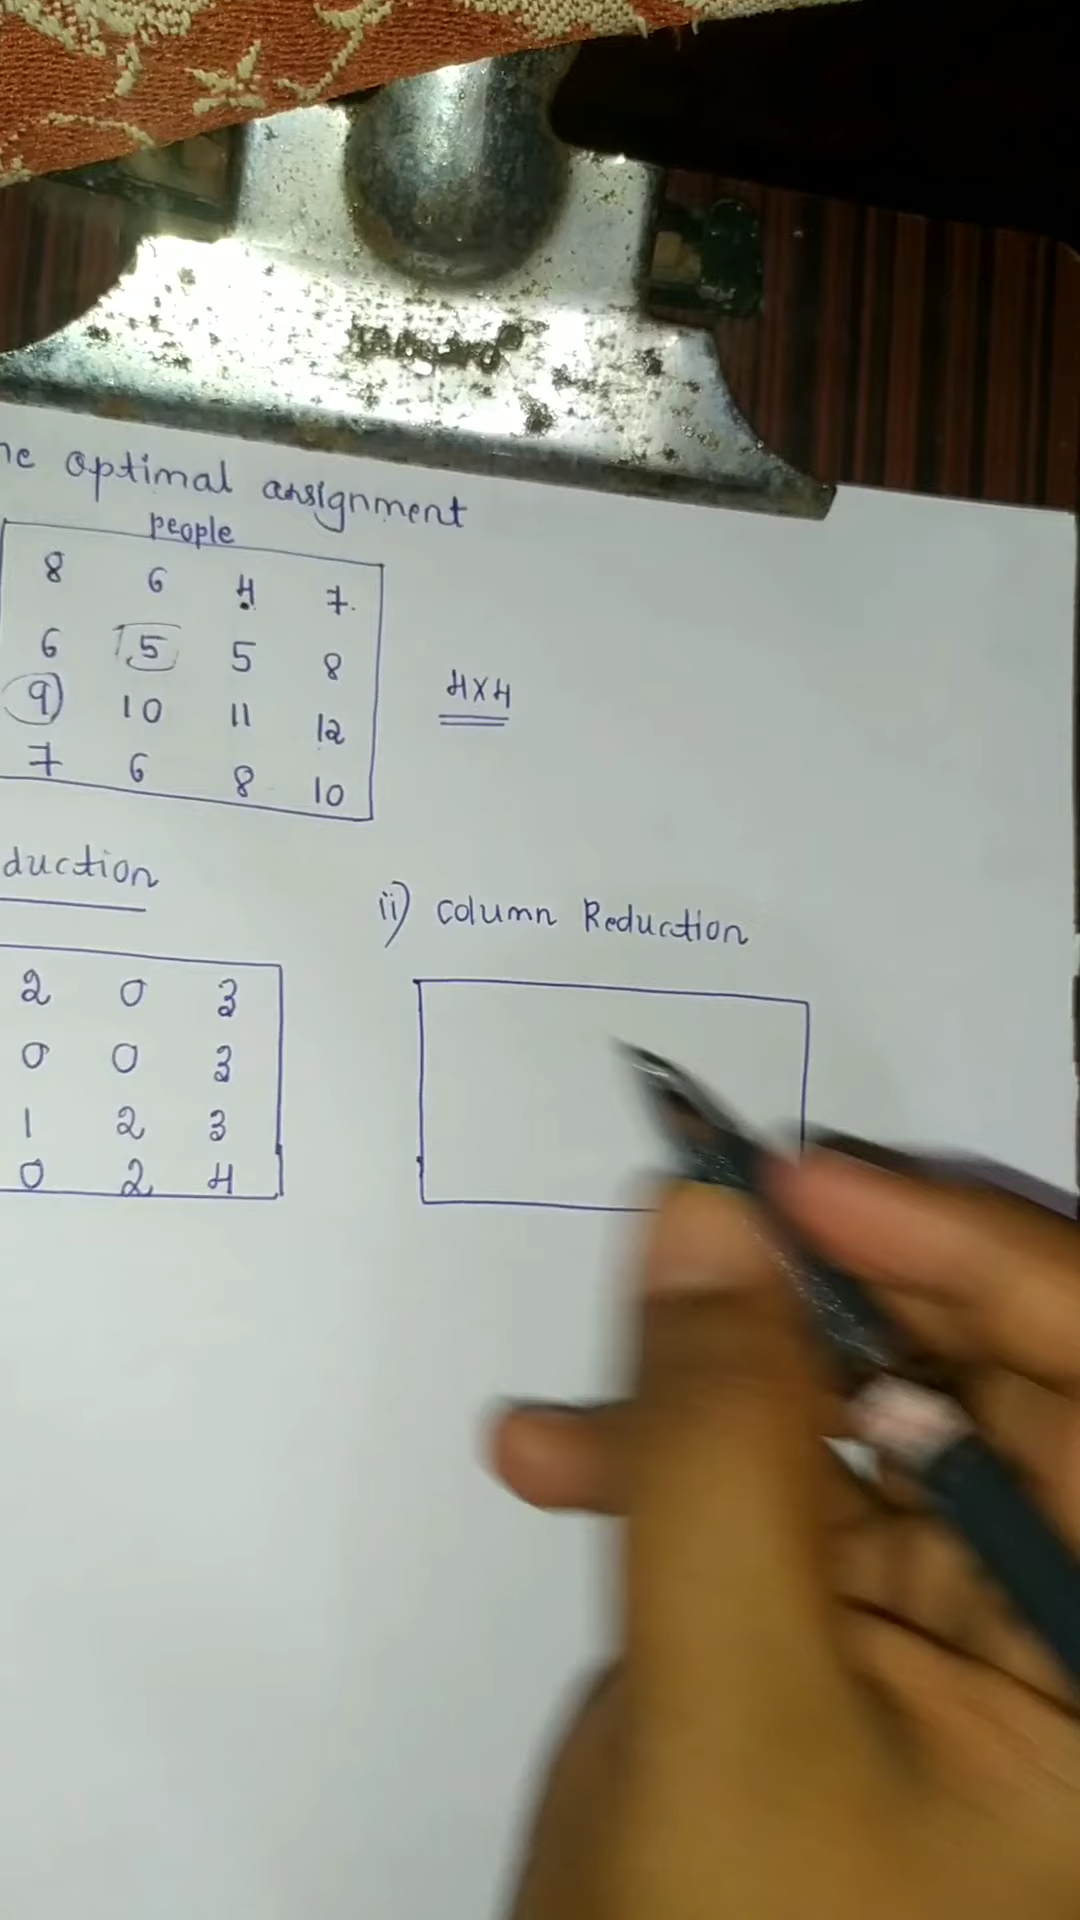 optimal assignment
people
8 6 4 7
6 5 5 8
9 10 11 12
7 6 8 10
4x4
duction
ii) column Reduction
2 0 3
0 0 3
1 2 3
0 2 4